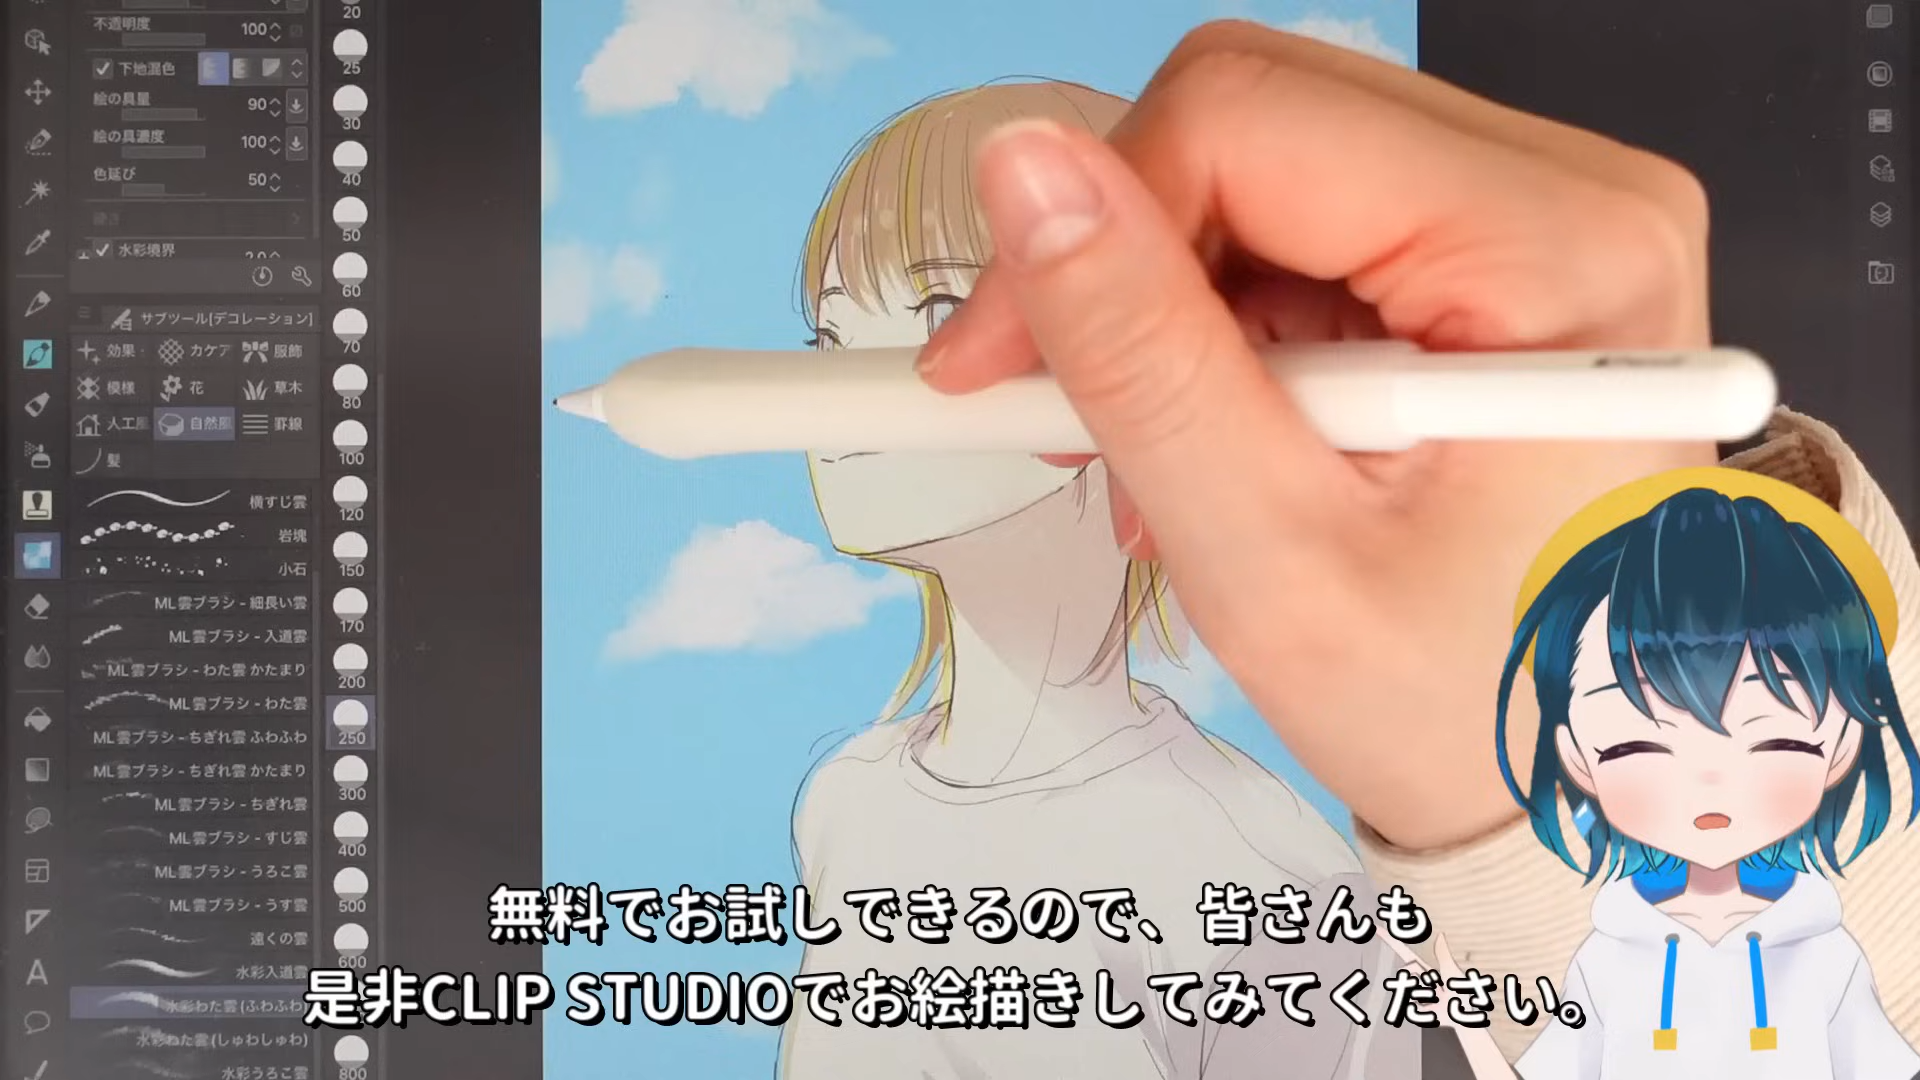 不透明度 100
下地混色
絵の具量 90
絵の具濃度 100
色延び 50
水彩境界
サブツール[デコレーション]
効果・ カケア 服飾
模様 花 草木
人工風 自然風 罫線
髪
横すじ雲
岩塊
小石
ML雲ブラシ - 細長い雲
ML雲ブラシ - 入道雲
ML雲ブラシ - わた雲 かたまり
ML雲ブラシ - わた雲
ML雲ブラシ - ちぎれ雲 ふわふわ
ML雲ブラシ - ちぎれ雲 かたまり
ML雲ブラシ - ちぎれ雲
ML雲ブラシ - すじ雲
ML雲ブラシ - うろこ雲
ML雲ブラシ - うす雲
遠くの雲
水彩入道雲
水彩わた雲(ふわふわ)
水彩わた雲(しゅわしゅわ)
水彩うろこ雲
20
25
30
40
50
60
70
80
100
120
150
170
200
250
300
400
500
600
800
無料でお試しできるので、皆さんも
是非CLIP STUDIOでお絵描きしてみてください。